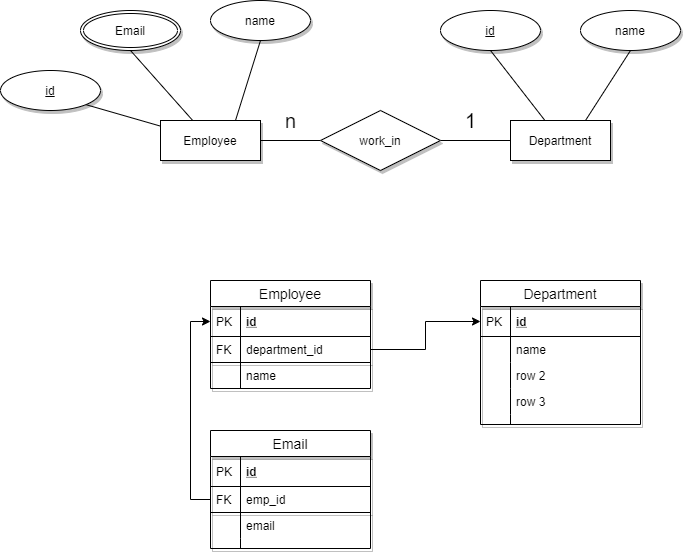 Email
name
id
id
name
Employee
n
work_in
1
Department
Employee
PK id
FK department_id
name
Department
PK id
name
row 2
row 3
Email
PK id
FK emp_id
email